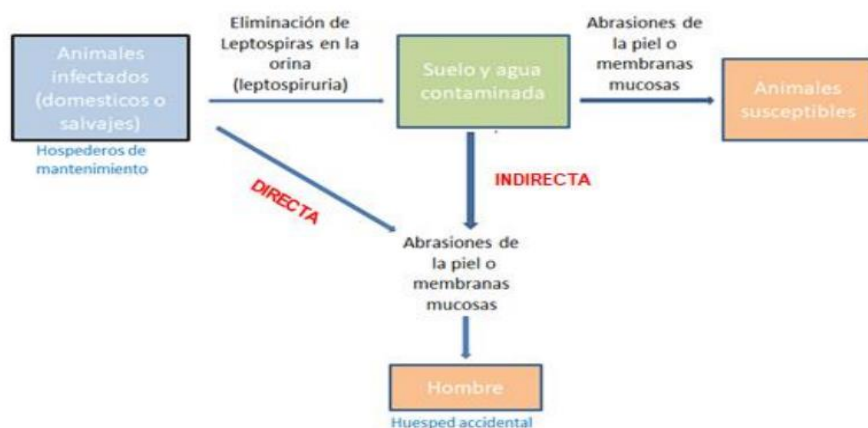 Animales
infectados
(domesticos o
salvajes)
Hospederos de
mantenimiento
Eliminación de
Leptospiras en la
orina
(leptospiruria)
Suelo y agua
contaminada
Abrasiones de
la piel o
membranas
mucosas
Animales
susceptibles
DIRECTA
INDIRECTA
Abrasiones de
la piel o
membranas
mucosas
Hombre
Huesped accidental